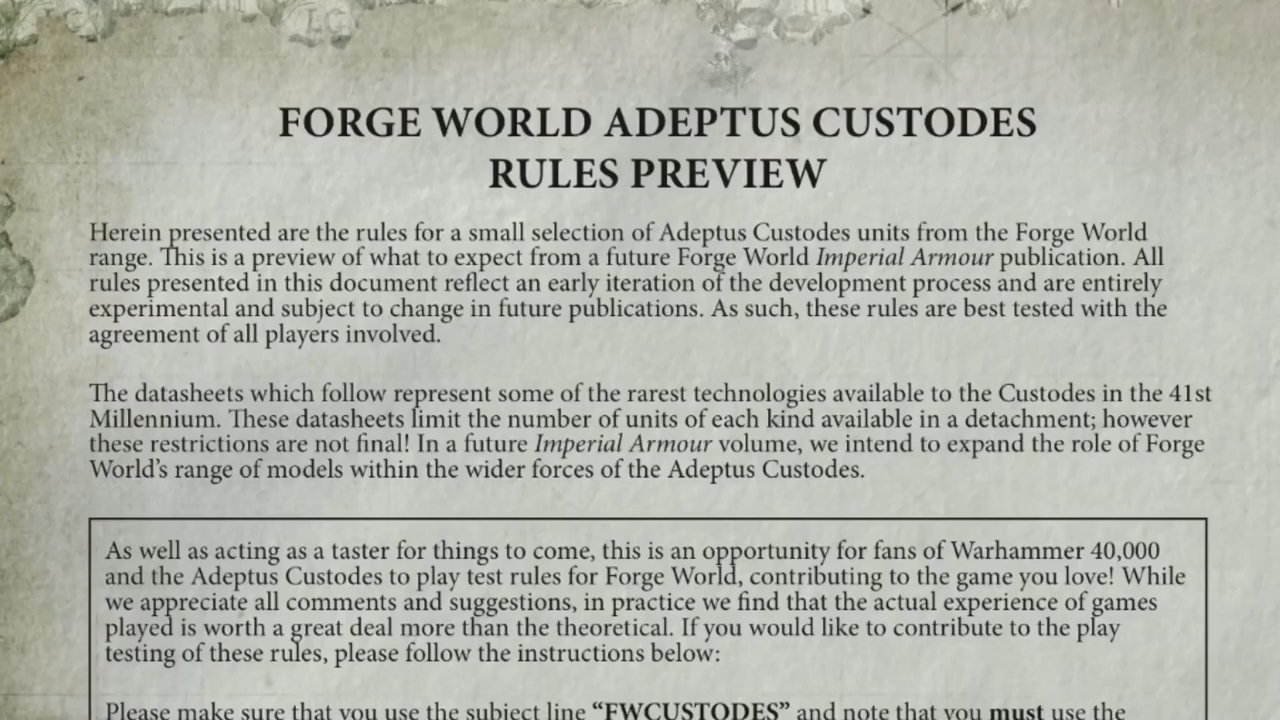 FORGE WORLD ADEPTUS CUSTODES
RULES PREVIEW
Herein presented are the rules for a small selection of Adeptus Custodes units from the Forge World
range. This is a preview of what to expect from a future Forge World Imperial Armour publication. All
rules presented in this document reflect an early iteration of the development process and are entirely
experimental and subject to change in future publications. As such, these rules are best tested with the
agreement of all players involved.
The datasheets which follow represent some of the rarest technologies available to the Custodes in the 41st
Millennium. These datasheets limit the number of units of each kind available in a detachment; however
these restrictions are not final! In a future Imperial Armour volume, we intend to expand the role of Forge
World’s range of models within the wider forces of the Adeptus Custodes.
As well as acting as a taster for things to come, this is an opportunity for fans of Warhammer 40,000
and the Adeptus Custodes to play test rules for Forge World, contributing to the game you love! While
we appreciate all comments and suggestions, in practice we find that the actual experience of games
played is worth a great deal more than the theoretical. If you would like to contribute to the play
testing of these rules, please follow the instructions below:
Please make sure that you use the subject line “FWCUSTODES” and note that you must use the